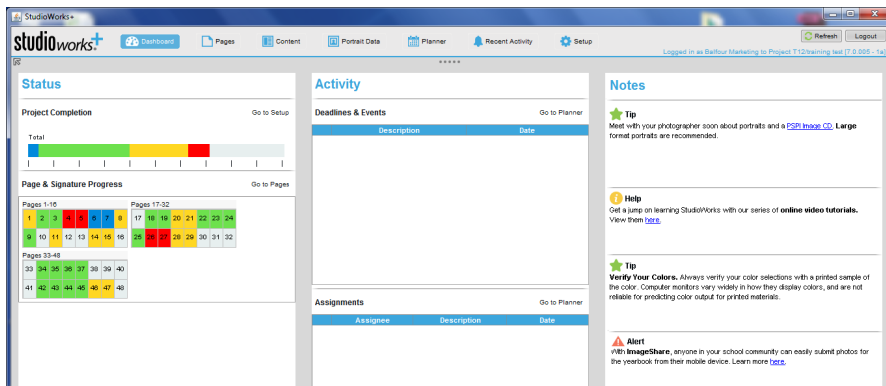 StudioWorks+
studioworks+
Dashboard
Pages
Content
Portrait Data
Planner
Recent Activity
Setup
Refresh
Logout
Logged in as Balfour Marketing to Project T12/training test [7.0.005 - 1a]
Status
Project Completion
Go to Setup
Total
Page & Signature Progress
Go to Pages
Pages 1-16
1 2 3 4 5 6 7 8
9 10 11 12 13 14 15 16
Pages 17-32
17 18 19 20 21 22 23 24
25 26 27 28 29 30 31 32
Pages 33-48
33 34 35 36 37 38 39 40
41 42 43 44 45 46 47 48
Activity
Deadlines & Events
Go to Planner
Description Date
Assignments
Go to Planner
Assignee Description Date
Notes
Tip
Meet with your photographer soon about portraits and a PSPI Image CD. Large
format portraits are recommended.
Help
Get a jump on learning StudioWorks with our series of online video tutorials.
View them here.
Tip
Verify Your Colors. Always verify your color selections with a printed sample of
the color. Computer monitors vary widely in how they display colors, and are not
reliable for predicting color output for printed materials.
Alert
With ImageShare, anyone in your school community can easily submit photos for
the yearbook from their mobile device. Learn more here.